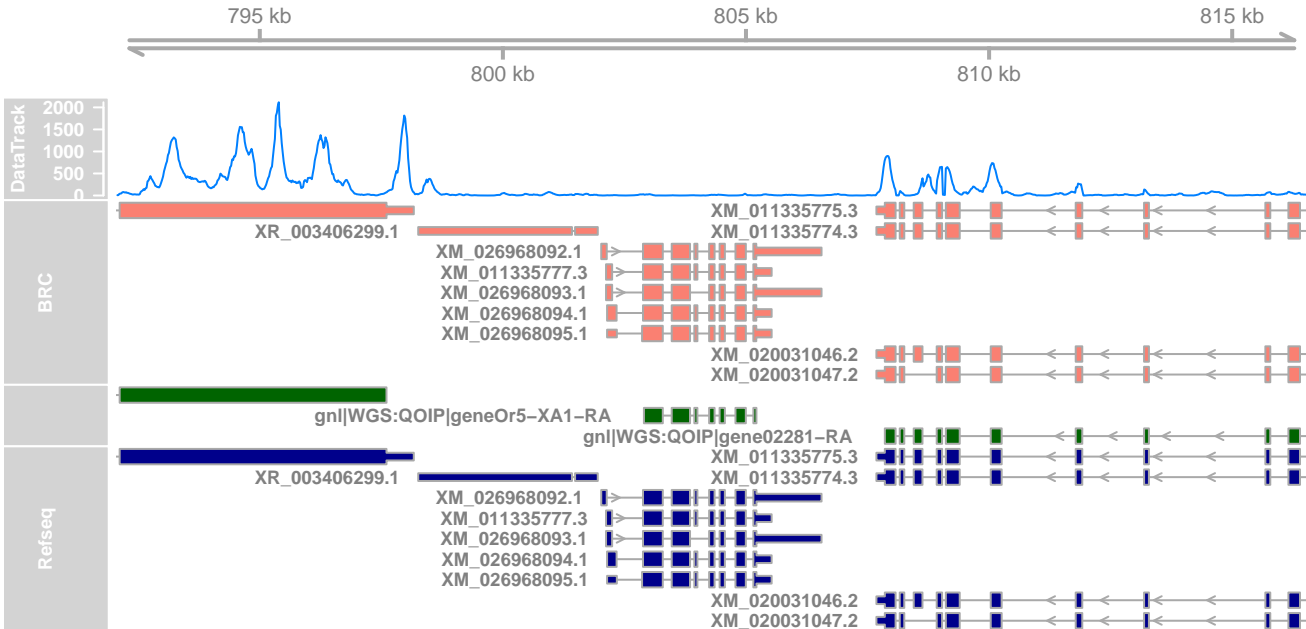 795 kb
805 kb
815 kb
800 kb
810 kb
DataTrack
2000
1500
1000
500
0
BRC
XM_011335775.3
XR_003406299.1
XM_011335774.3
XM_026968092.1
XM_011335777.3
XM_026968093.1
XM_026968094.1
XM_026968095.1
XM_020031046.2
XM_020031047.2
gnl|WGS:QOIP|geneOr5−XA1−RA
gnl|WGS:QOIP|gene02281−RA
Refseq
XM_011335775.3
XR_003406299.1
XM_011335774.3
XM_026968092.1
XM_011335777.3
XM_026968093.1
XM_026968094.1
XM_026968095.1
XM_020031046.2
XM_020031047.2